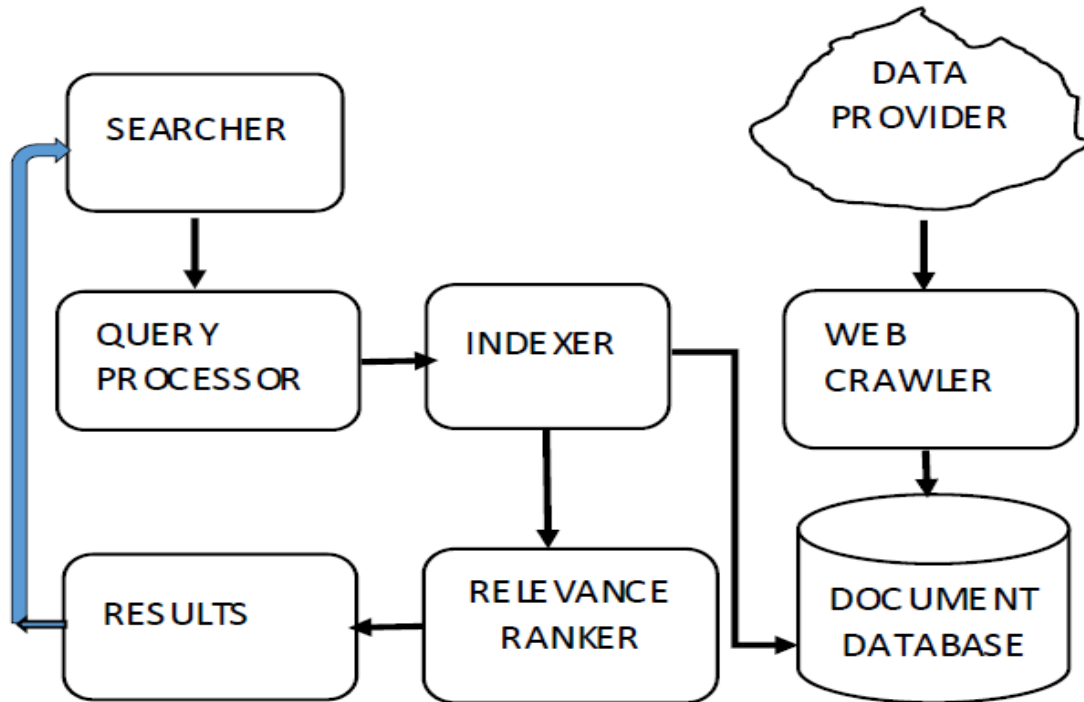 SEARCHER
DATA
PROVIDER
QUERY
PROCESSOR
INDEXER
WEB
CRAWLER
RESULTS
RELEVANCE
RANKER
DOCUMENT
DATABASE